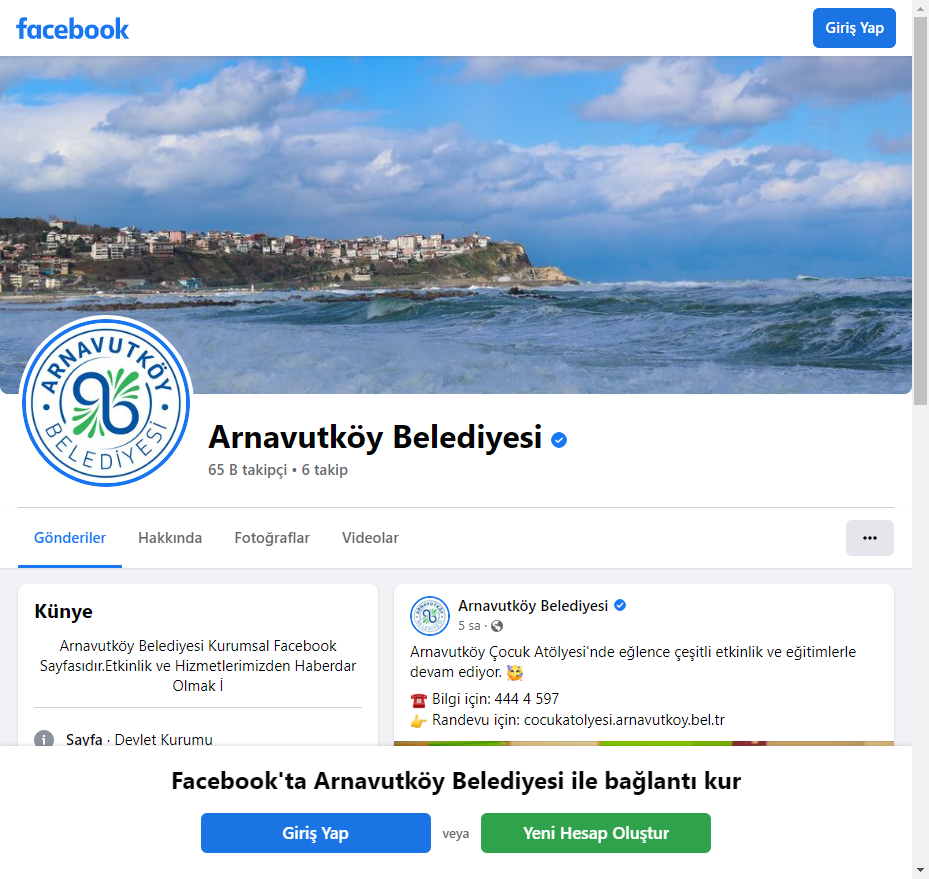 facebook
Giriş Yap
ARNAVUTKÖY
BELEDİYESİ
Arnavutköy Belediyesi
65 B takipçi • 6 takip
Gönderiler
Hakkında
Fotoğraflar
Videolar
Künye
Arnavutköy Belediyesi Kurumsal Facebook
Sayfasıdır.Etkinlik ve Hizmetlerimizden Haberdar
Olmak İ
Sayfa · Devlet Kurumu
Arnavutköy Belediyesi
5 sa ·
Arnavutköy Çocuk Atölyesi'nde eğlence çeşitli etkinlik ve eğitimlerle
devam ediyor. 🥰
☎️ Bilgi için: 444 4 597
👉 Randevu için: cocukatolyesi.arnavutkoy.bel.tr
Facebook'ta Arnavutköy Belediyesi ile bağlantı kur
Giriş Yap
veya
Yeni Hesap Oluştur